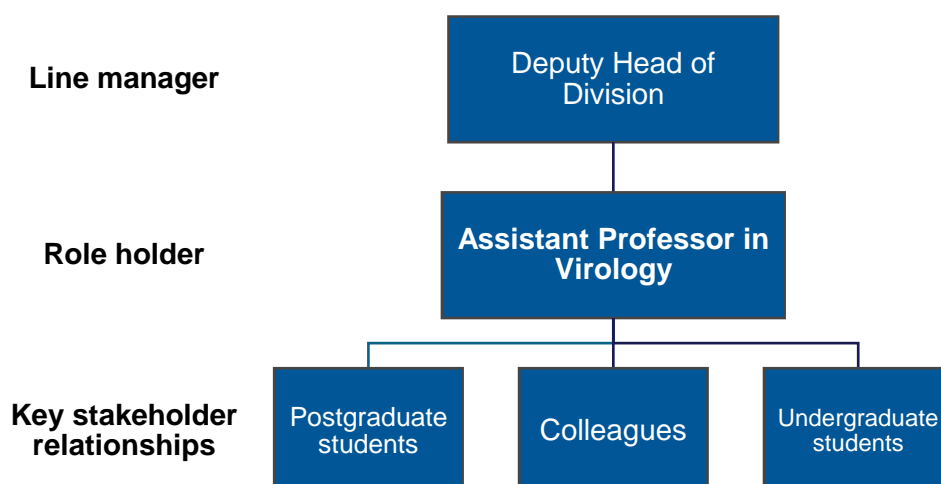 Line manager
Deputy Head of
Division
Role holder
Assistant Professor in
Virology
Key stakeholder
relationships
Postgraduate
students
Colleagues
Undergraduate
students